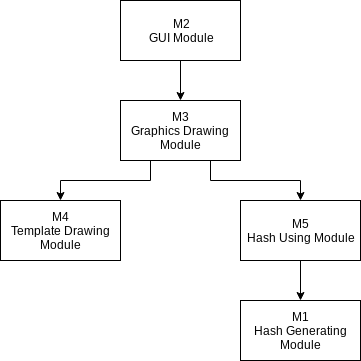 M2
GUI Module
M3
Graphics Drawing
Module
M4
Template Drawing
Module
M5
Hash Using Module
M1
Hash Generating
Module